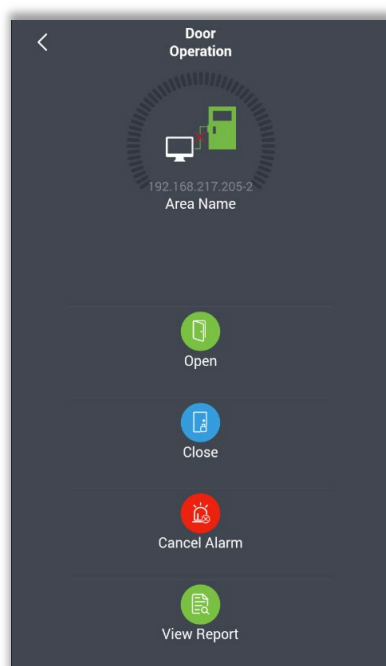 Door
Operation
192.168.217.205-2
Area Name
Open
Close
Cancel Alarm
View Report